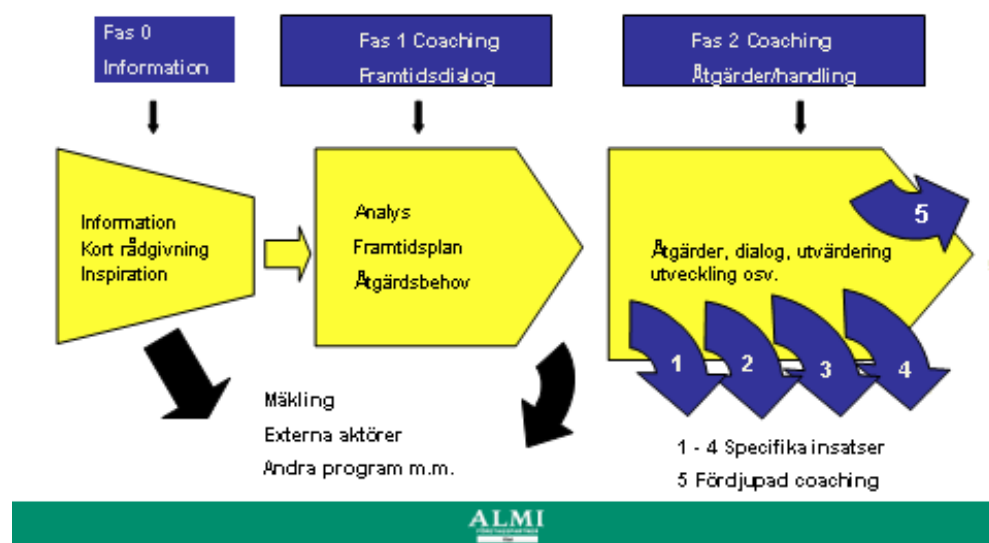 Fas 0
Information
Fas 1 Coaching
Framtidsdialog
Fas 2 Coaching
Åtgärder/handling
Information
Kort rådgivning
Inspiration
Analys
Framtidsplan
Åtgärdsbehov
5
Åtgärder, dialog, utvärdering
utveckling osv.
1
2
3
4
Mäkling
Externa aktörer
Andra program m.m.
1 - 4 Specifika insatser
5 Fördjupad coaching
ALMI